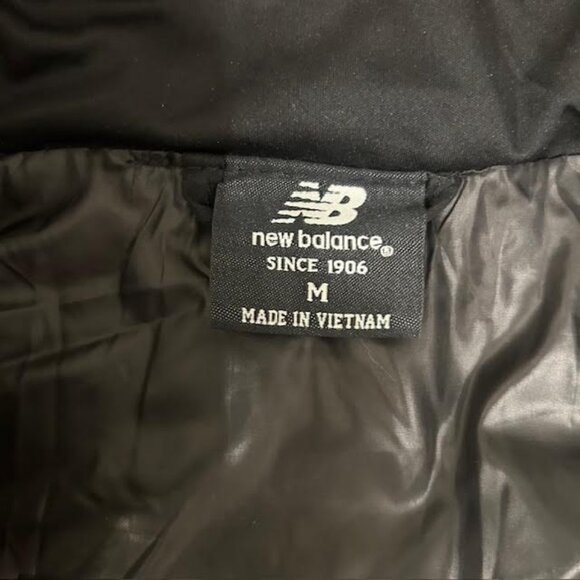 NB
new balance
SINCE 1906
M
MADE IN VIETNAM